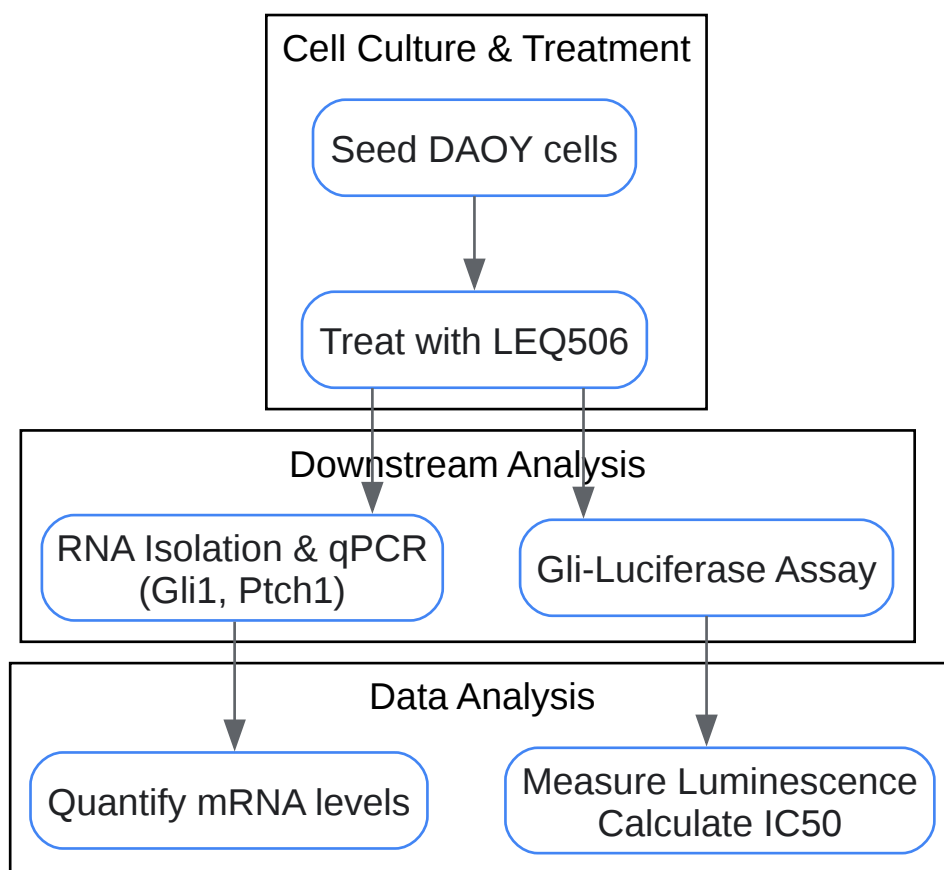 Cell Culture & Treatment
Seed DAOY cells
Treat with LEQ506
Downstream Analysis
RNA Isolation & qPCR
(Gli1, Ptch1)
Gli-Luciferase Assay
Data Analysis
Quantify mRNA levels
Measure Luminescence
Calculate IC50